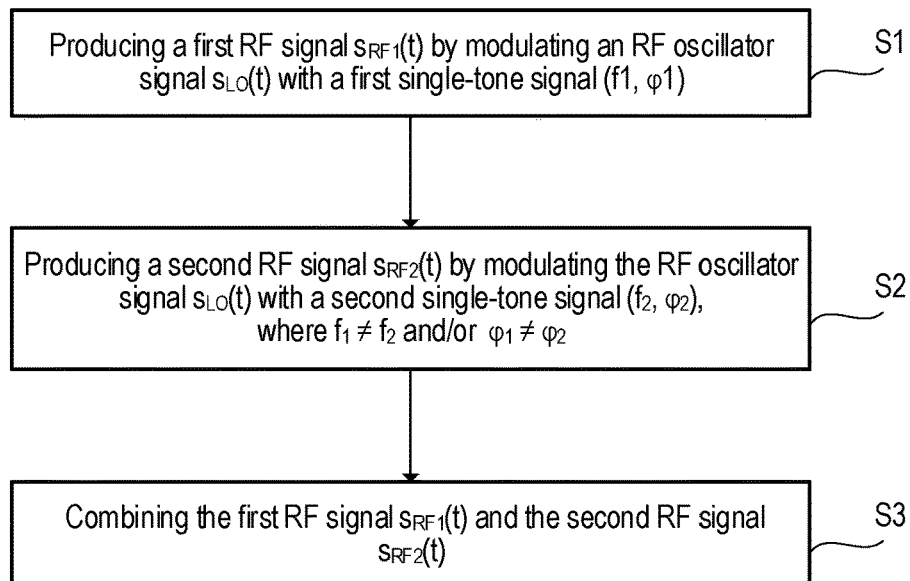 Producing a first RF signal sRF1(t) by modulating an RF oscillator
signal sLO(t) with a first single-tone signal (f1, φ1)
S1
Producing a second RF signal sRF2(t) by modulating the RF oscillator
signal sLO(t) with a second single-tone signal (f2, φ2),
where f1 ≠ f2 and/or φ1 ≠ φ2
S2
Combining the first RF signal sRF1(t) and the second RF signal
sRF2(t)
S3